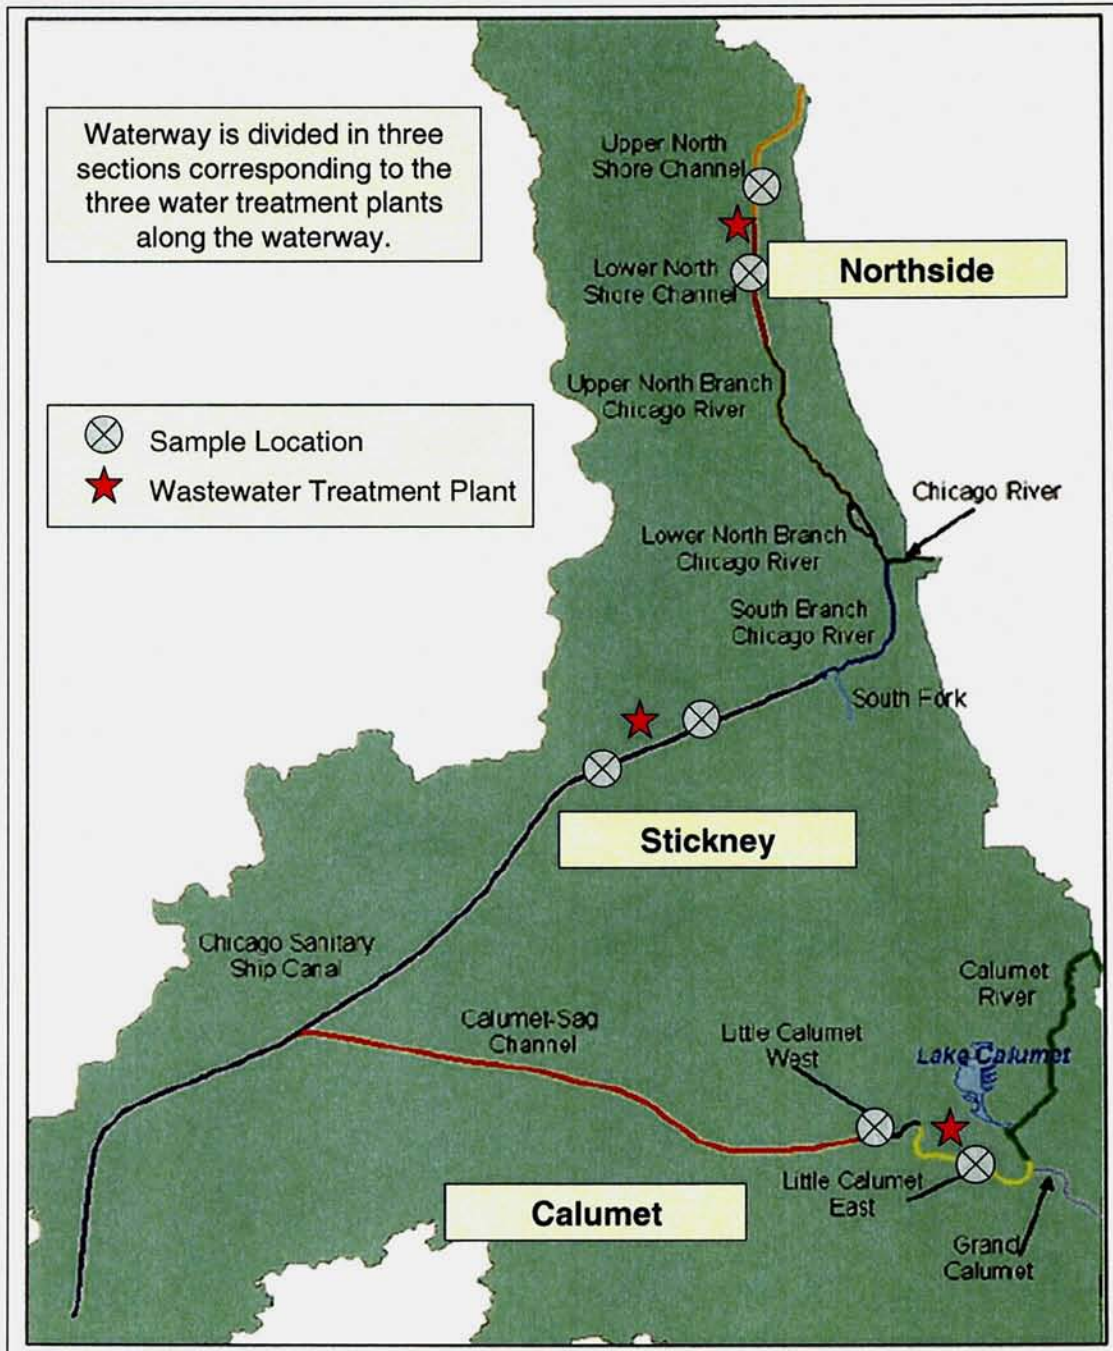 Waterway is divided in three
sections corresponding to the
three water treatment plants
along the waterway.
Upper North
Shore Channel
Lower North
Shore Channel
Northside
Upper North Branch
Chicago River
Sample Location
Wastewater Treatment Plant
Chicago River
Lower North Branch
Chicago River
South Branch
Chicago River
South Fork
Stickney
Chicago Sanitary
Ship Canal
Calumet-Sag
Channel
Little Calumet
West
Calumet
River
Lake Calumet
Little Calumet
East
Calumet
Grand
Calumet